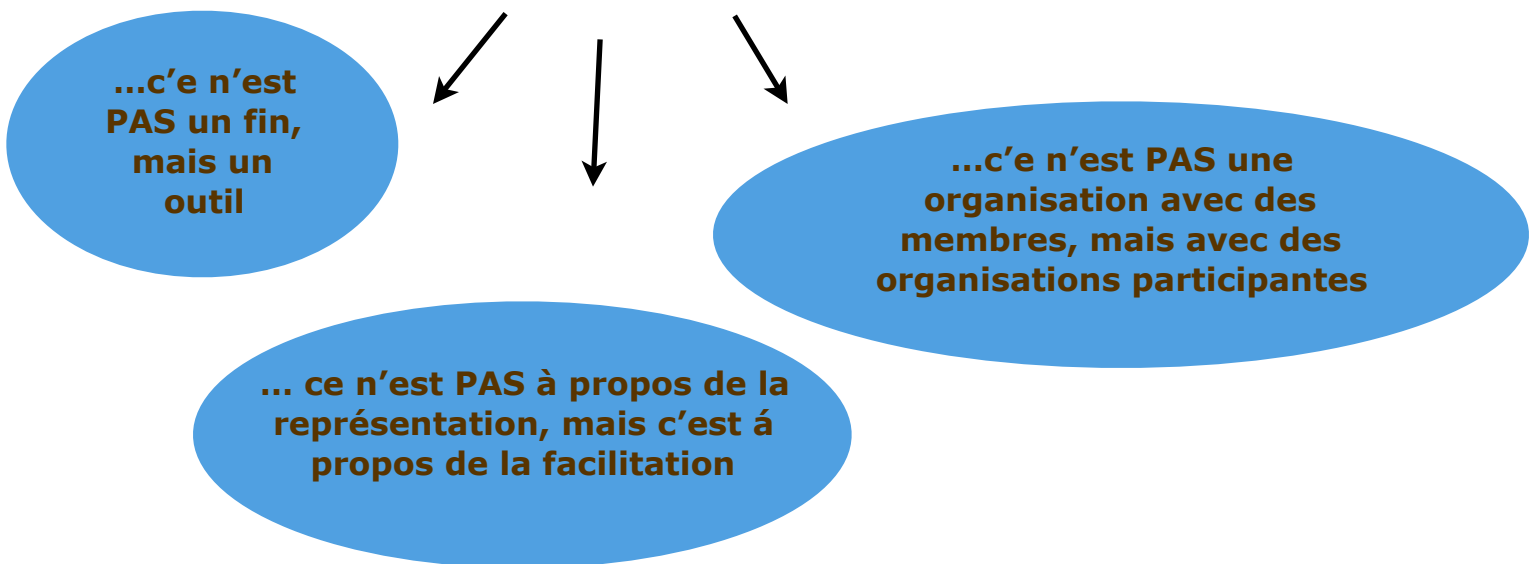 ...c’e n’est
PAS un fin,
mais un
outil
...c’e n’est PAS une
organisation avec des
membres, mais avec des
organisations participantes
... ce n’est PAS à propos de la
représentation, mais c’est á
propos de la facilitation